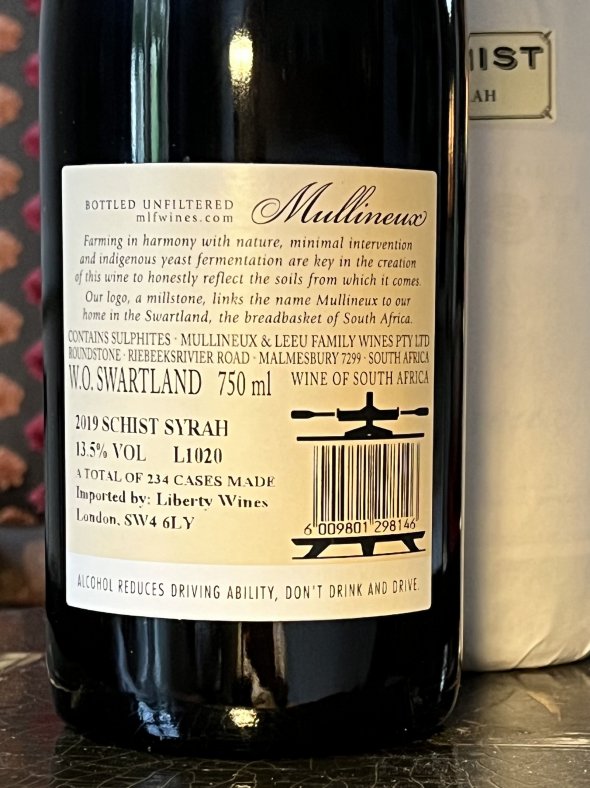 HIST
AH
BOTTLED UNFILTERED
mlfwines.com
Mullineux
Farming in harmony with nature, minimal intervention
and indigenous yeast fermentation are key in the creation
of this wine to honestly reflect the soils from which it comes.
Our logo, a millstone, links the name Mullineux to our
home in the Swartland, the breadbasket of South Africa.
CONTAINS SULPHITES · MULLINEUX & LEEU FAMILY WINES PTY LTD
ROUNDSTONE · RIEBEEKSRIVIER ROAD · MALMESBURY 7299 · SOUTH AFRICA
W.O. SWARTLAND 750 ml WINE OF SOUTH AFRICA
2019 SCHIST SYRAH
13.5% VOL L1020
A TOTAL OF 234 CASES MADE
Imported by: Liberty Wines
London, SW4 6LY
6 009801 298146
ALCOHOL REDUCES DRIVING ABILITY, DON'T DRINK AND DRIVE.